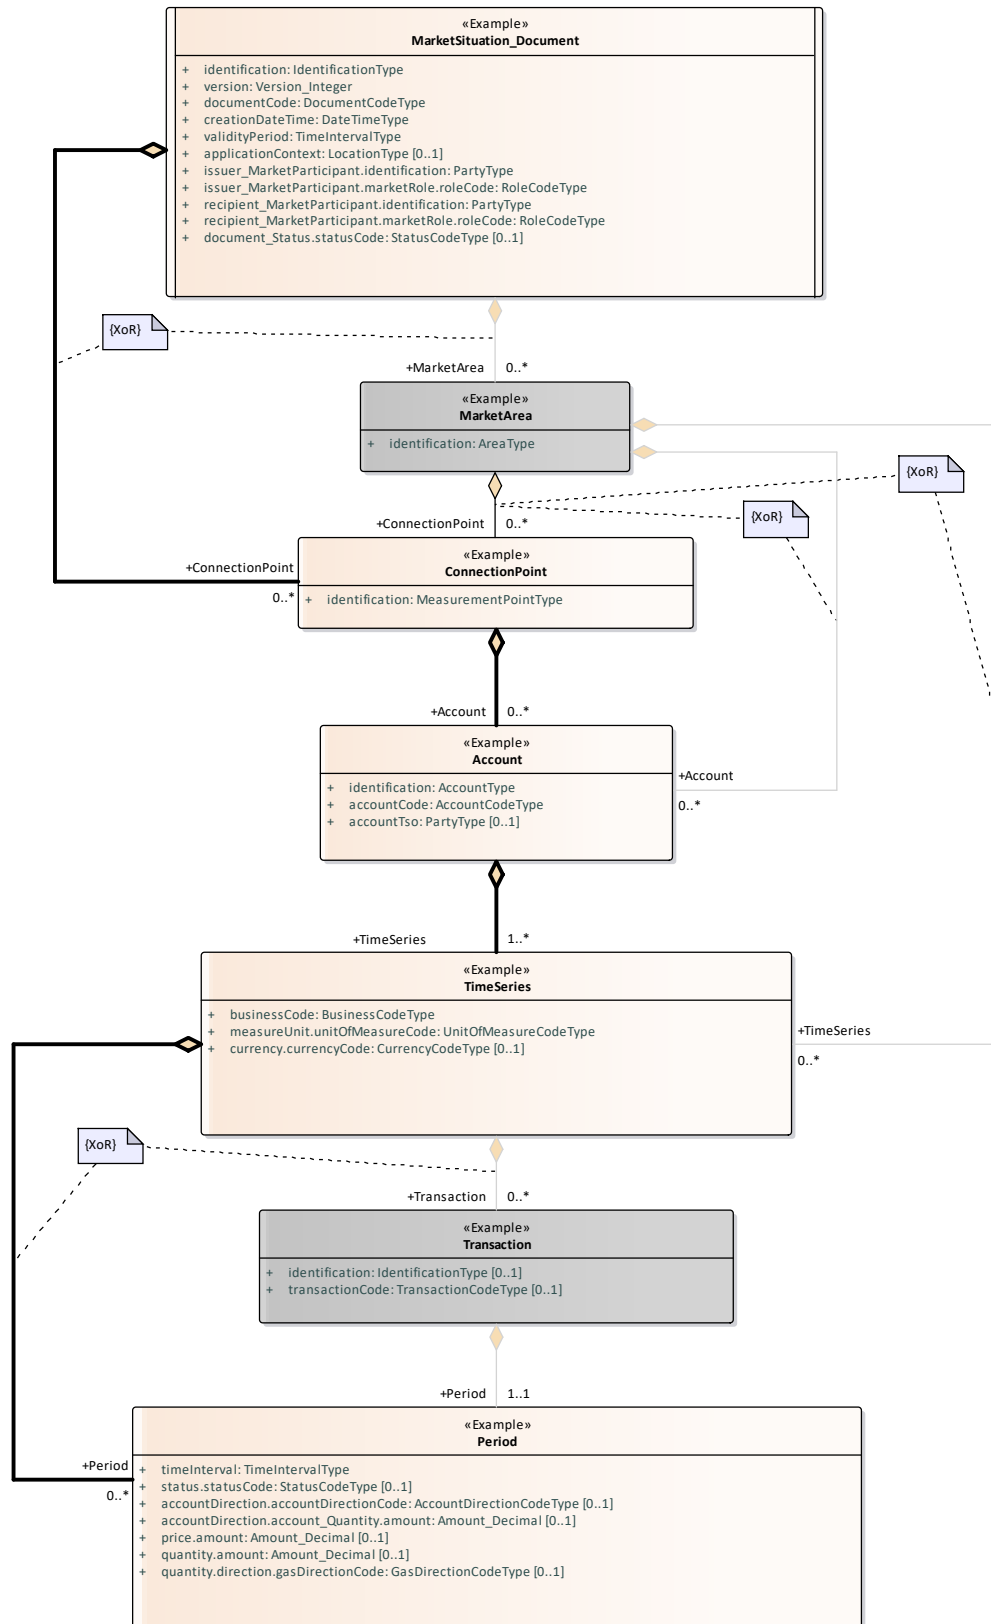 «Example»
MarketSituation_Document
+ identification: IdentificationType
+ version: Version_Integer
+ documentCode: DocumentCodeType
+ creationDateTime: DateTimeType
+ validityPeriod: TimeIntervalType
+ applicationContext: LocationType [0..1]
+ issuer_MarketParticipant.identification: PartyType
+ issuer_MarketParticipant.marketRole.roleCode: RoleCodeType
+ recipient_MarketParticipant.identification: PartyType
+ recipient_MarketParticipant.marketRole.roleCode: RoleCodeType
+ document_Status.statusCode: StatusCodeType [0..1]
{XoR}
+MarketArea 0..*
«Example»
MarketArea
+ identification: AreaType
{XoR}
{XoR}
+ConnectionPoint 0..*
«Example»
ConnectionPoint
+ConnectionPoint
0..*
+ identification: MeasurementPointType
+Account 0..*
«Example»
Account
+ identification: AccountType
+ accountCode: AccountCodeType
+ accountTso: PartyType [0..1]
+Account
0..*
+TimeSeries 1..*
«Example»
TimeSeries
+ businessCode: BusinessCodeType
+ measureUnit.unitOfMeasureCode: UnitOfMeasureCodeType
+ currency.currencyCode: CurrencyCodeType [0..1]
+TimeSeries
0..*
{XoR}
+Transaction 0..*
«Example»
Transaction
+ identification: IdentificationType [0..1]
+ transactionCode: TransactionCodeType [0..1]
+Period 1..1
«Example»
Period
+Period
0..*
+ timeInterval: TimeIntervalType
+ status.statusCode: StatusCodeType [0..1]
+ accountDirection.accountDirectionCode: AccountDirectionCodeType [0..1]
+ accountDirection.account_Quantity.amount: Amount_Decimal [0..1]
+ price.amount: Amount_Decimal [0..1]
+ quantity.amount: Amount_Decimal [0..1]
+ quantity.direction.gasDirectionCode: GasDirectionCodeType [0..1]